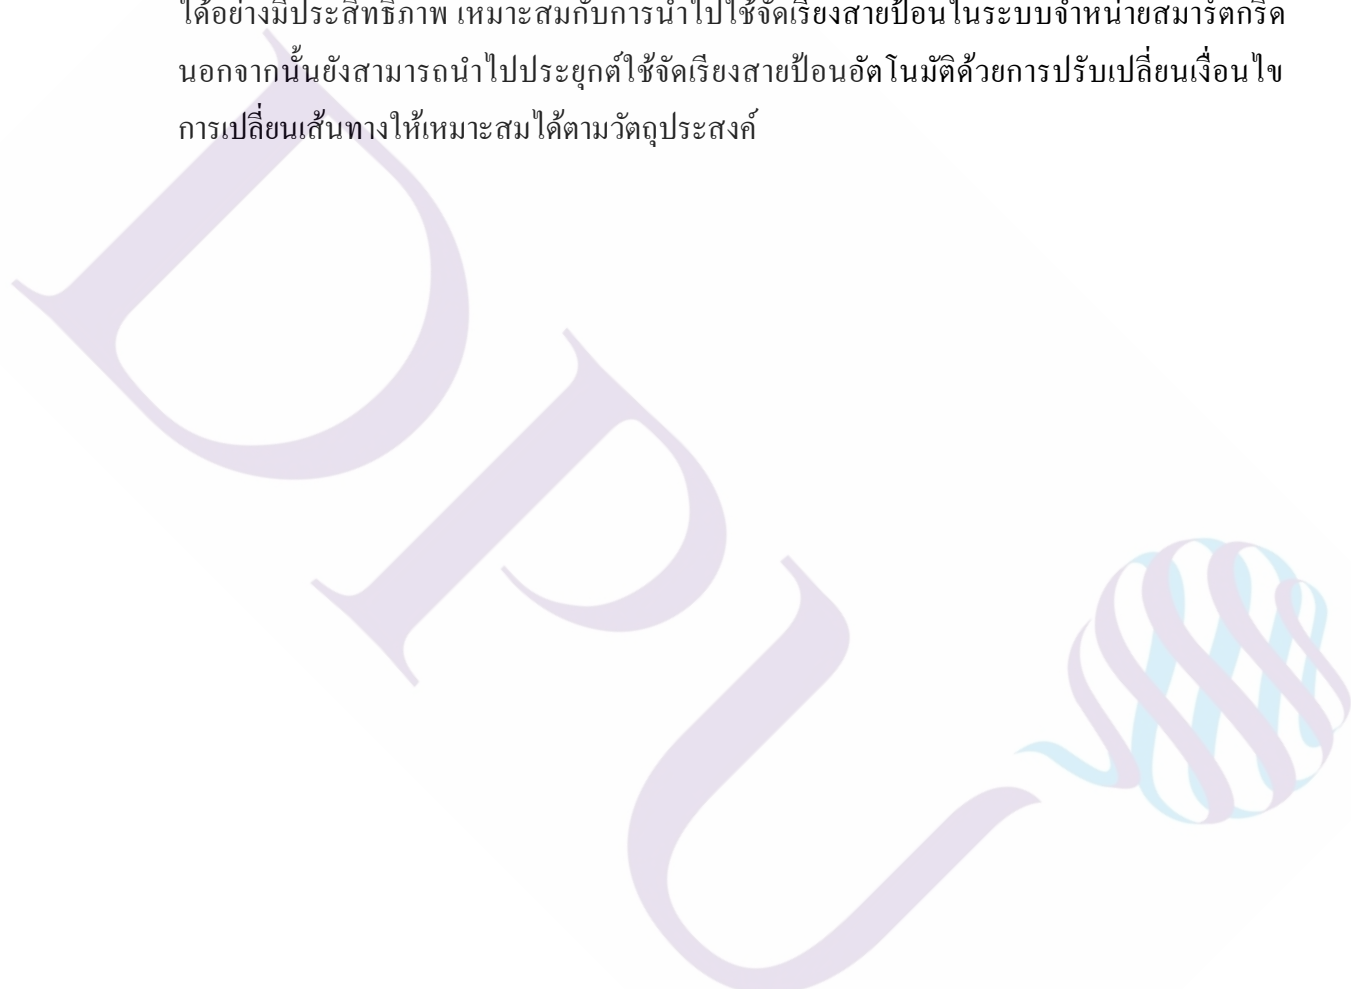 ได้อย่างมีประสิทธิภาพ เหมาะสมกับการนำไปใช้จัดเรียงสายป้อนในระบบจำหน่ายสมาร์ตกริด
นอกจากนั้นยังสามารถนำไปประยุกต์ใช้จัดเรียงสายป้อนอัตโนมัติด้วยการปรับเปลี่ยนเงื่อนไข
การเปลี่ยนเส้นทางให้เหมาะสมได้ตามวัตถุประสงค์
DPU